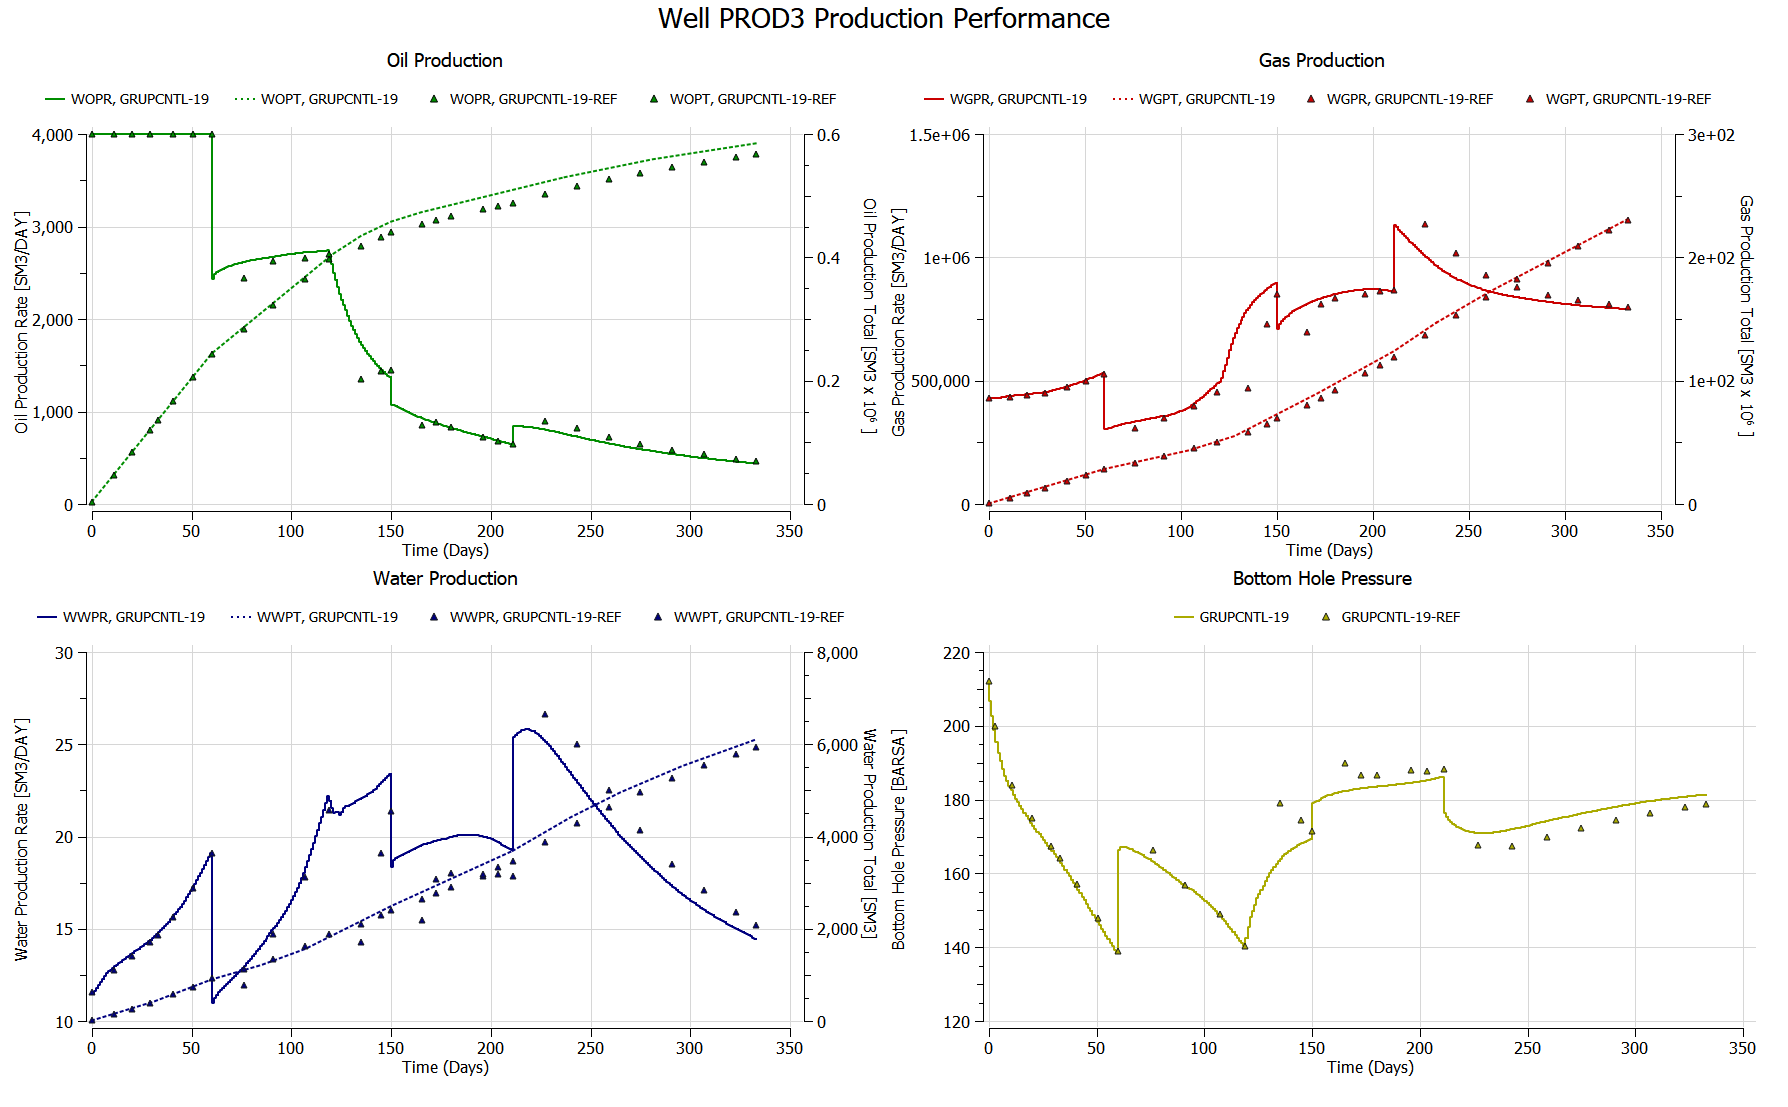 Well PROD3 Production Performance
Oil Production
WOPR, GRUPCNTL-19 WOPT, GRUPCNTL-19 WOPR, GRUPCNTL-19-REF WOPT, GRUPCNTL-19-REF
4,000
3,000
2,000
1,000
0
Oil Production Rate [SM3/DAY]
0.6
0.4
0.2
0
Oil Production Total [SM3 x 10⁶ ]
0 50 100 150 200 250 300 350
Time (Days)
Gas Production
WGPR, GRUPCNTL-19 WGPT, GRUPCNTL-19 WGPR, GRUPCNTL-19-REF WGPT, GRUPCNTL-19-REF
1.5e+06
1e+06
500,000
0
Gas Production Rate [SM3/DAY]
3e+02
2e+02
1e+02
0
Gas Production Total [SM3 x 10⁶ ]
0 50 100 150 200 250 300 350
Time (Days)
Water Production
WWPR, GRUPCNTL-19 WWPT, GRUPCNTL-19 WWPR, GRUPCNTL-19-REF WWPT, GRUPCNTL-19-REF
30
25
20
15
10
Water Production Rate [SM3/DAY]
8,000
6,000
4,000
2,000
0
Water Production Total [SM3]
0 50 100 150 200 250 300 350
Time (Days)
Bottom Hole Pressure
GRUPCNTL-19 GRUPCNTL-19-REF
220
200
180
160
140
120
Bottom Hole Pressure [BARSA]
0 50 100 150 200 250 300 350
Time (Days)